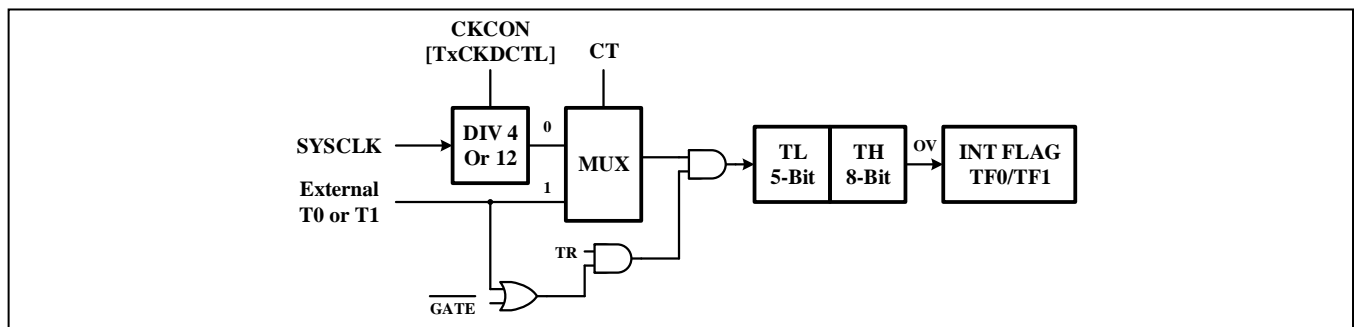 CKCON
[TxCKDCTL]
CT
SYSCLK
DIV 4
Or 12
0
MUX
External
T0 or T1
1
TL
5-Bit
TH
8-Bit
OV
INT FLAG
TF0/TF1
TR
GATE